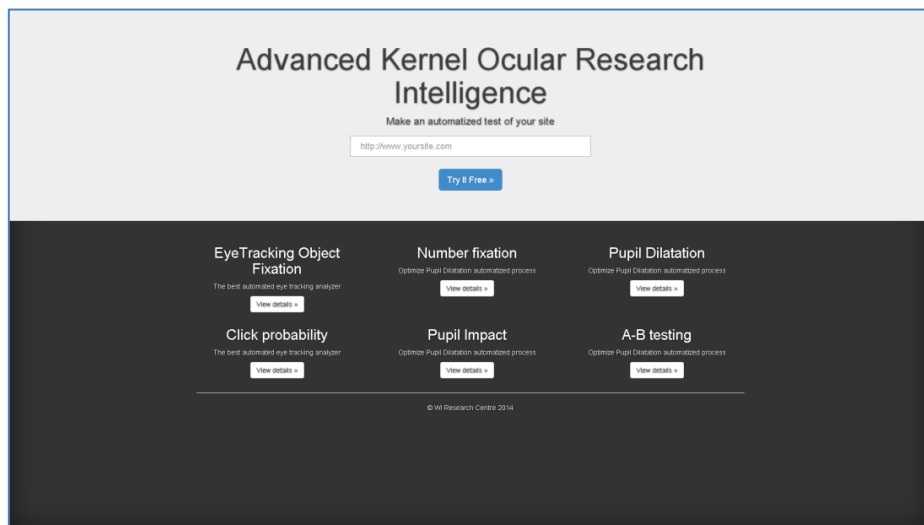 Advanced Kernel Ocular Research
Intelligence
Make an automatized test of your site
http://www.yoursite.com
Try It Free »
EyeTracking Object
Fixation
The best automated eye tracking analyzer
View details »
Number fixation
Optimize Pupil Dilatation automatized process
View details »
Pupil Dilatation
Optimize Pupil Dilatation automatized process
View details »
Click probability
The best automated eye tracking analyzer
View details »
Pupil Impact
Optimize Pupil Dilatation automatized process
View details »
A-B testing
Optimize Pupil Dilatation automatized process
View details »
© WI Research Centre 2014